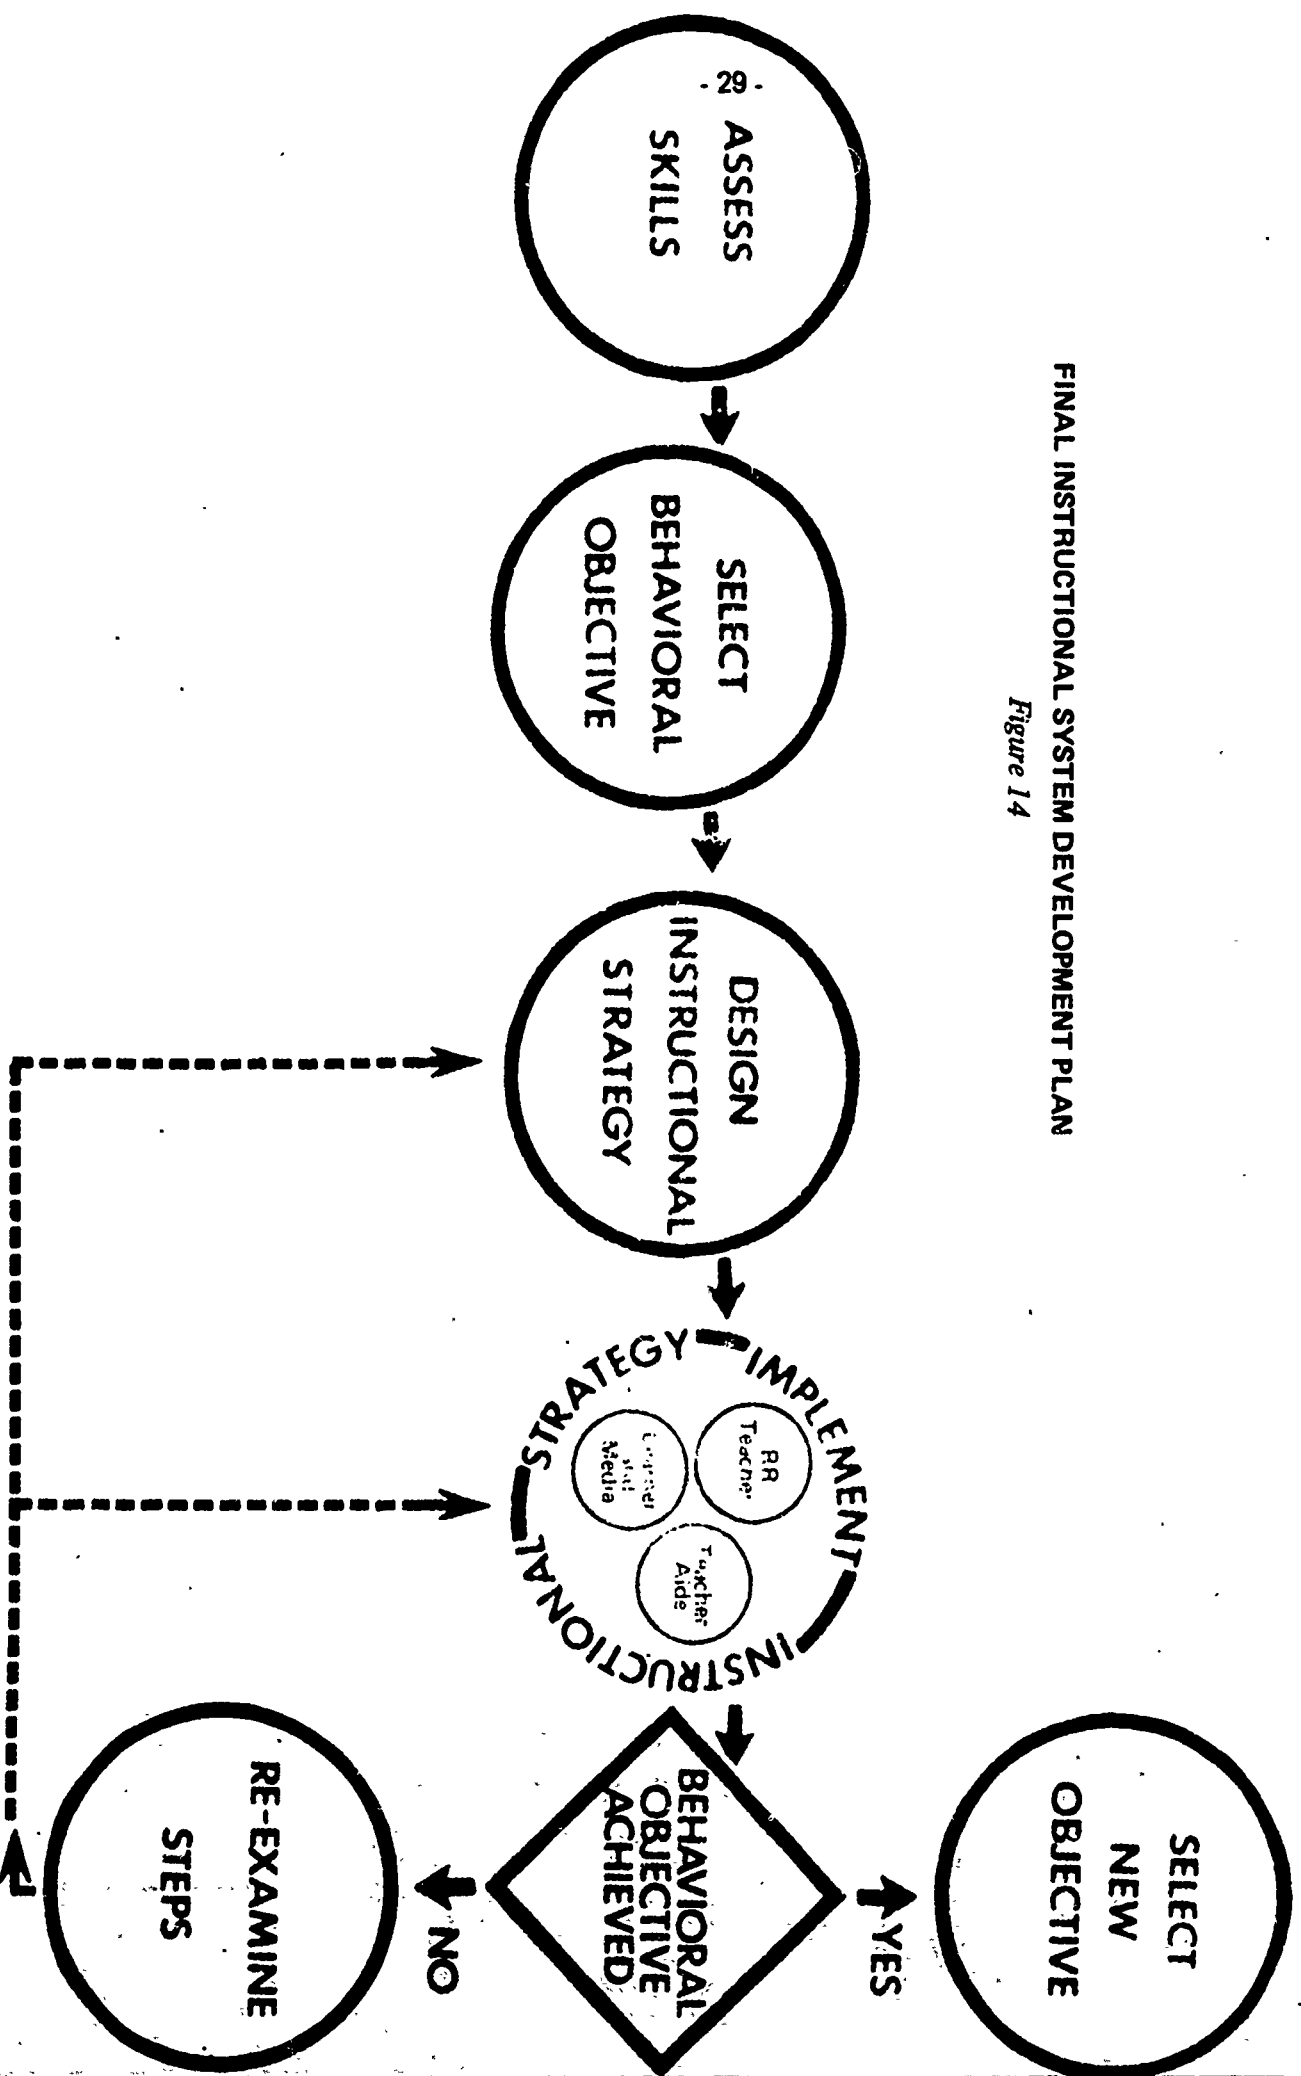 - 29 -
FINAL INSTRUCTIONAL SYSTEM DEVELOPMENT PLAN
Figure 14
ASSESS
SKILLS
SELECT
BEHAVIORAL
OBJECTIVE
DESIGN
INSTRUCTIONAL
STRATEGY
IMPLEMENT
INSTRUCTIONAL
STRATEGY
RR
Teacher
Teacher
Aide
Media
BEHAVIORAL
OBJECTIVE
ACHIEVED
YES
SELECT
NEW
OBJECTIVE
NO
RE-EXAMINE
STEPS